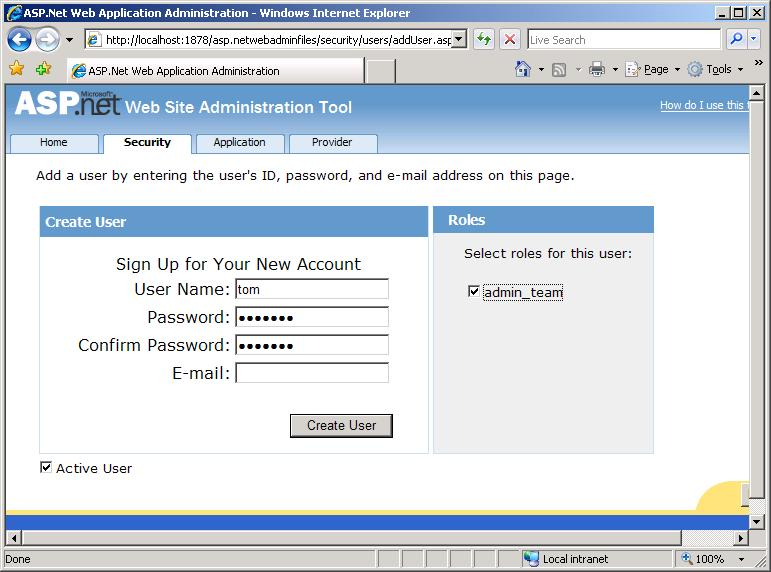 ASP.Net Web Application Administration - Windows Internet Explorer
http://localhost:1878/asp.netwebadminfiles/security/users/addUser.asp
Live Search
ASP.Net Web Application Administration
Page
Tools
»
Microsoft
ASP.net Web Site Administration Tool
How do I use this
Home
Security
Application
Provider
Add a user by entering the user's ID, password, and e-mail address on this page.
Create User
Roles
Sign Up for Your New Account
Select roles for this user:
User Name: tom
admin_team
Password: ●●●●●●●
Confirm Password: ●●●●●●●
E-mail:
Create User
Active User
Done
Local intranet
100%